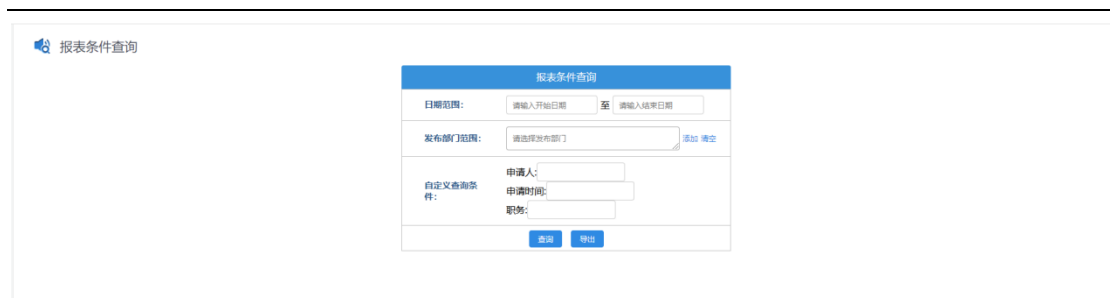 报表条件查询
报表条件查询
日期范围: 请输入开始日期 至 请输入结束日期
发布部门范围: 请选择发布部门 添加 清空
申请人:
自定义查询条
件:
申请时间:
职务:
查询 导出